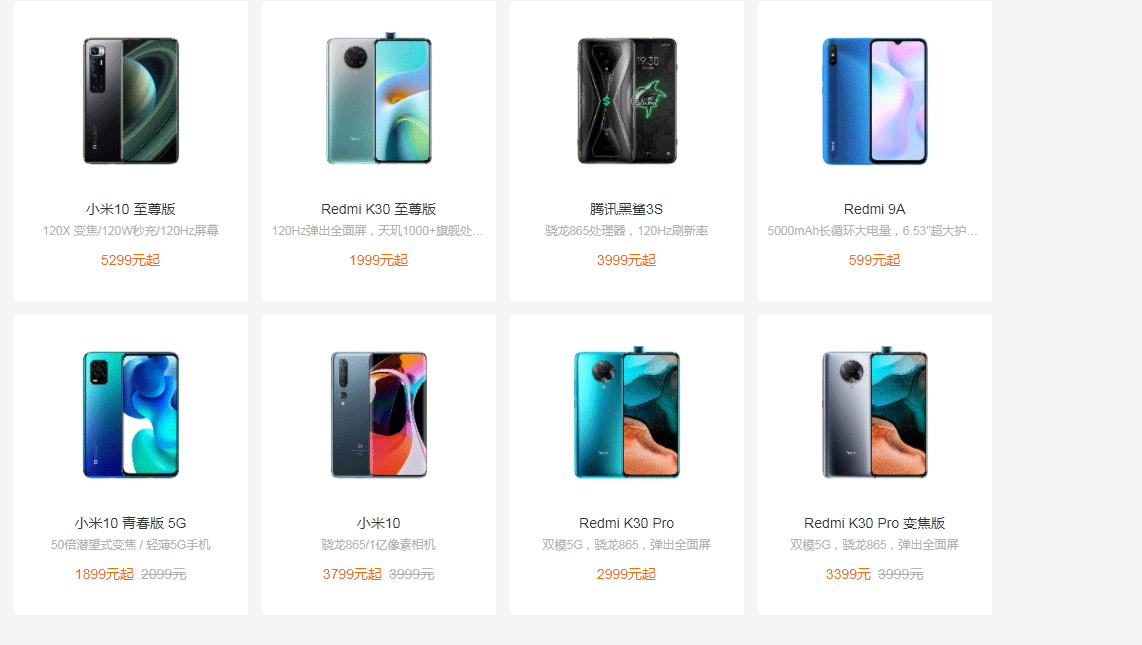 19:30
小米10 至尊版
120X 变焦/120W秒充/120Hz屏幕
5299元起
Redmi K30 至尊版
120Hz弹出全面屏，天玑1000+旗舰处...
1999元起
腾讯黑鲨3S
骁龙865处理器，120Hz刷新率
3999元起
Redmi 9A
5000mAh长循环大电量，6.53"超大护...
599元起
小米10 青春版 5G
50倍潜望式变焦 / 轻薄5G手机
1899元起 2099元
小米10
骁龙865/1亿像素相机
3799元起 3999元
Redmi K30 Pro
双模5G，骁龙865，弹出全面屏
2999元起
Redmi K30 Pro 变焦版
双模5G，骁龙865，弹出全面屏
3399元 3999元